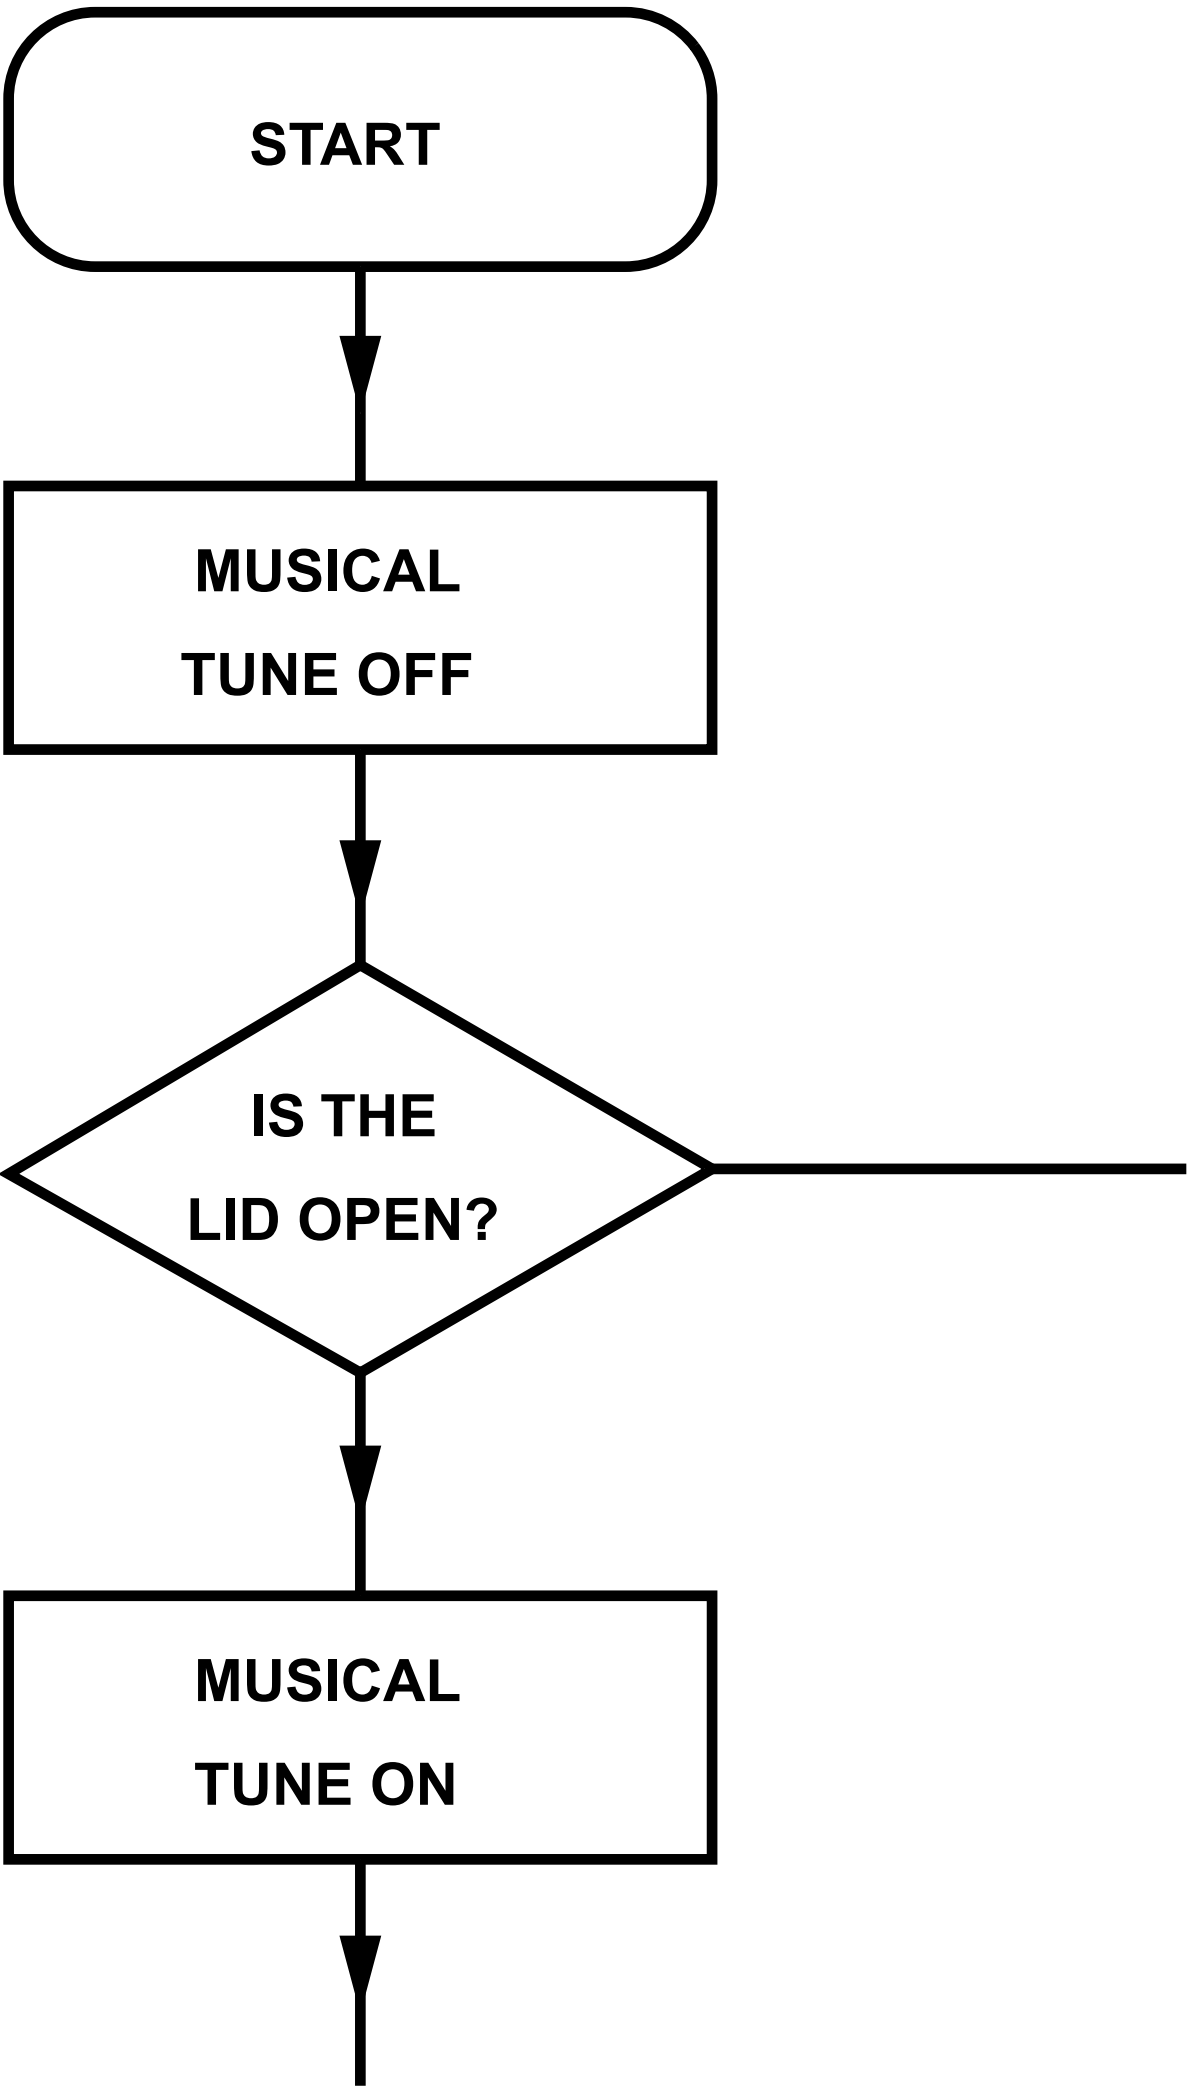 START
MUSICAL
TUNE OFF
IS THE
LID OPEN?
MUSICAL
TUNE ON